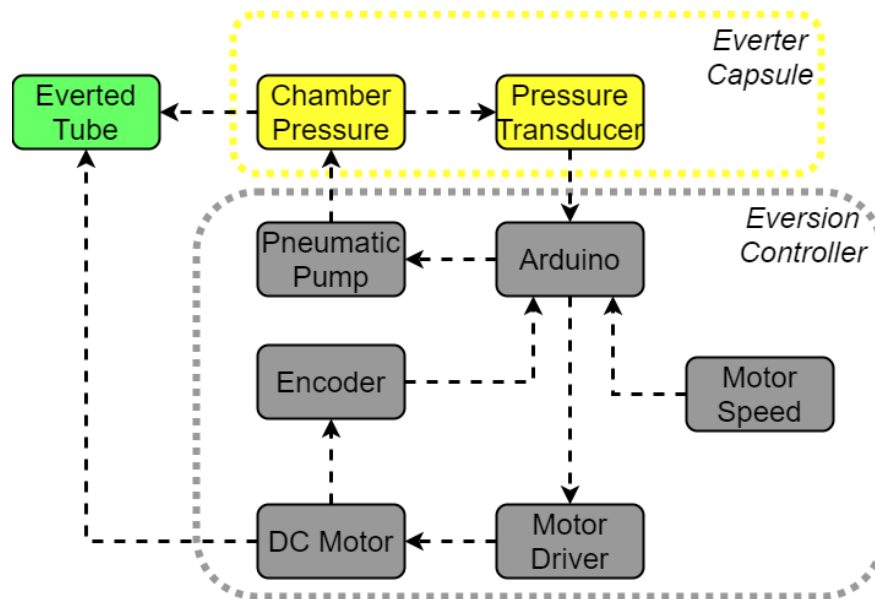 Everter
Capsule
Everted
Tube
Chamber
Pressure
Pressure
Transducer
Eversion
Controller
Pneumatic
Pump
Arduino
Encoder
Motor
Speed
DC Motor
Motor
Driver